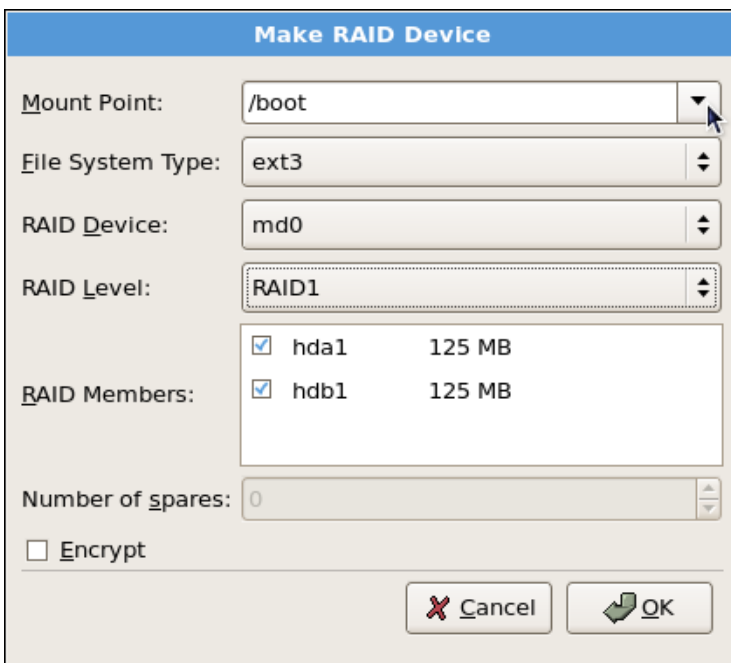 Make RAID Device
Mount Point: /boot
File System Type: ext3
RAID Device: md0
RAID Level: RAID1
hda1 125 MB
RAID Members:
hdb1 125 MB
Number of spares: 0
Encrypt
Cancel OK